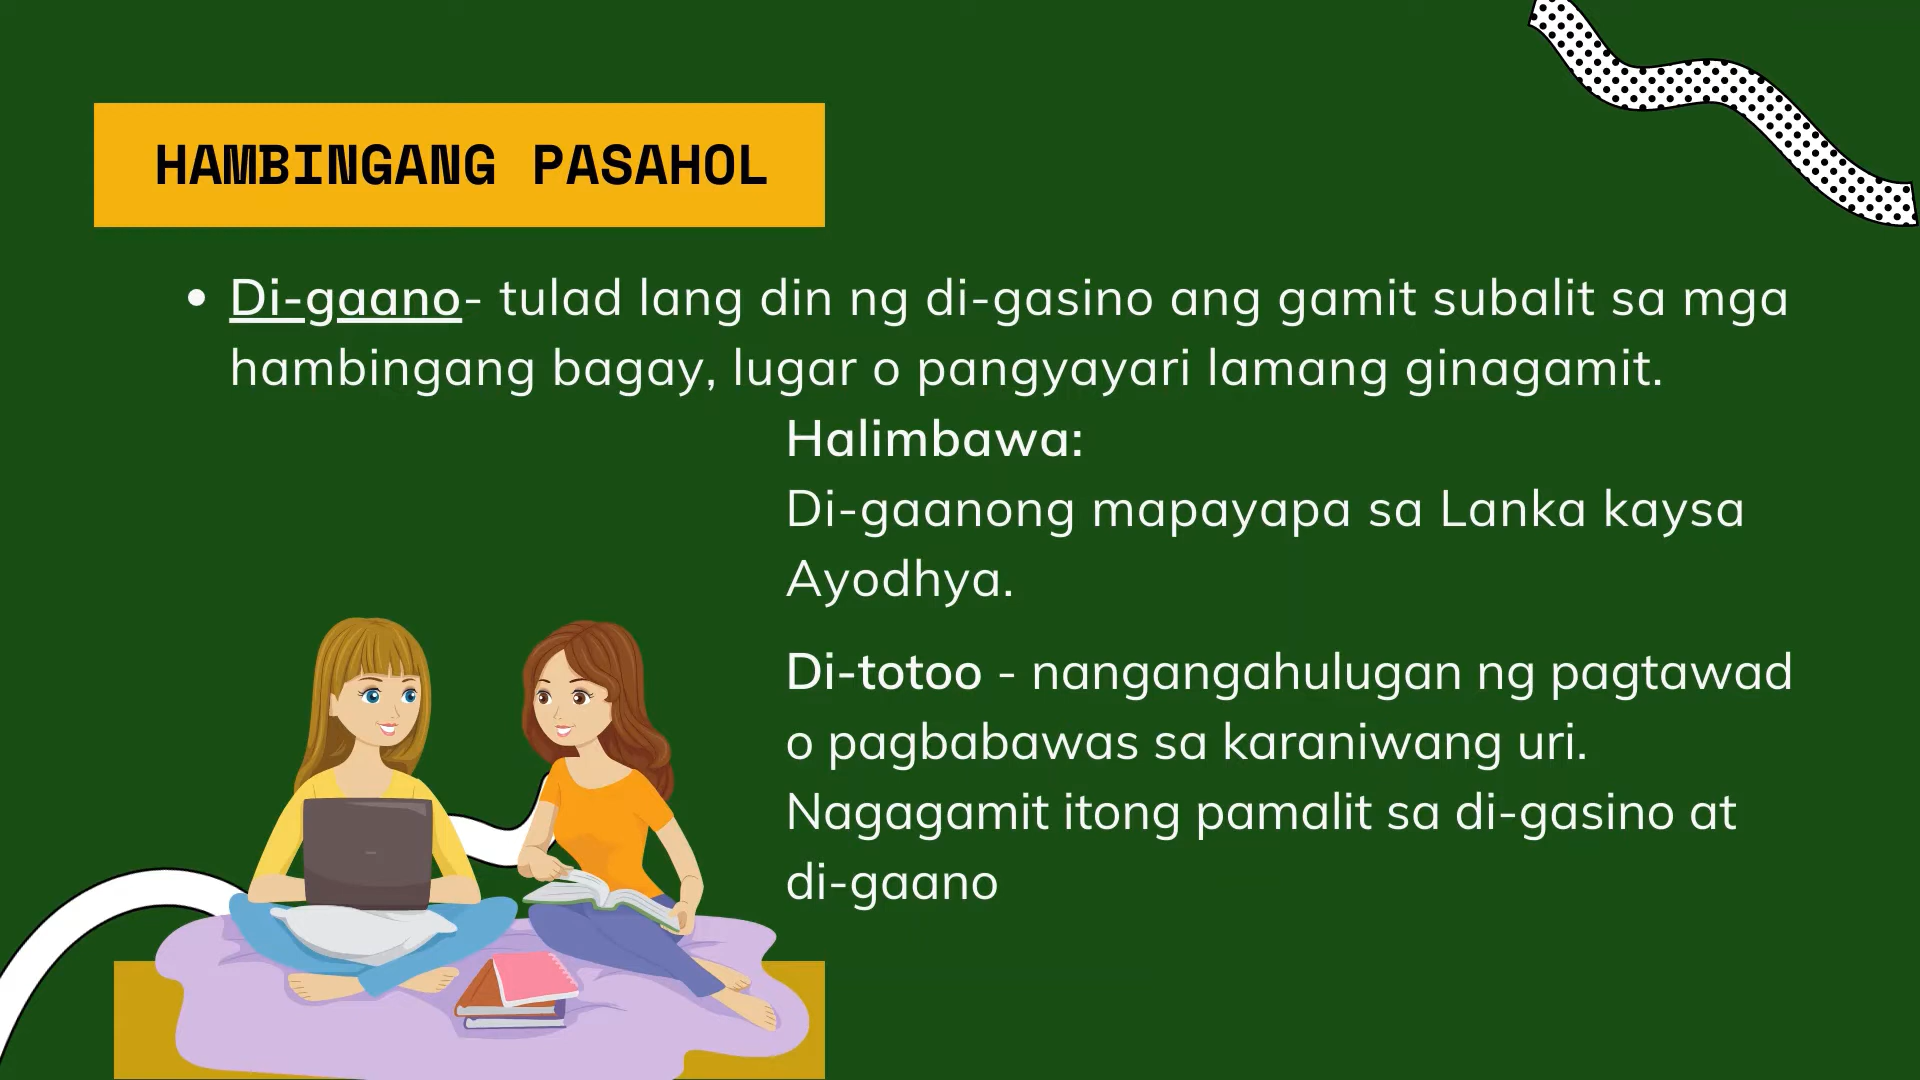 HAMBINGANG PASAHOL
• Di-gaano- tulad lang din ng di-gasino ang gamit subalit sa mga
hambingang bagay, lugar o pangyayari lamang ginagamit.
Halimbawa:
Di-gaanong mapayapa sa Lanka kaysa
Ayodhya.
Di-totoo - nangangahulugan ng pagtawad
o pagbabawas sa karaniwang uri.
Nagagamit itong pamalit sa di-gasino at
di-gaano